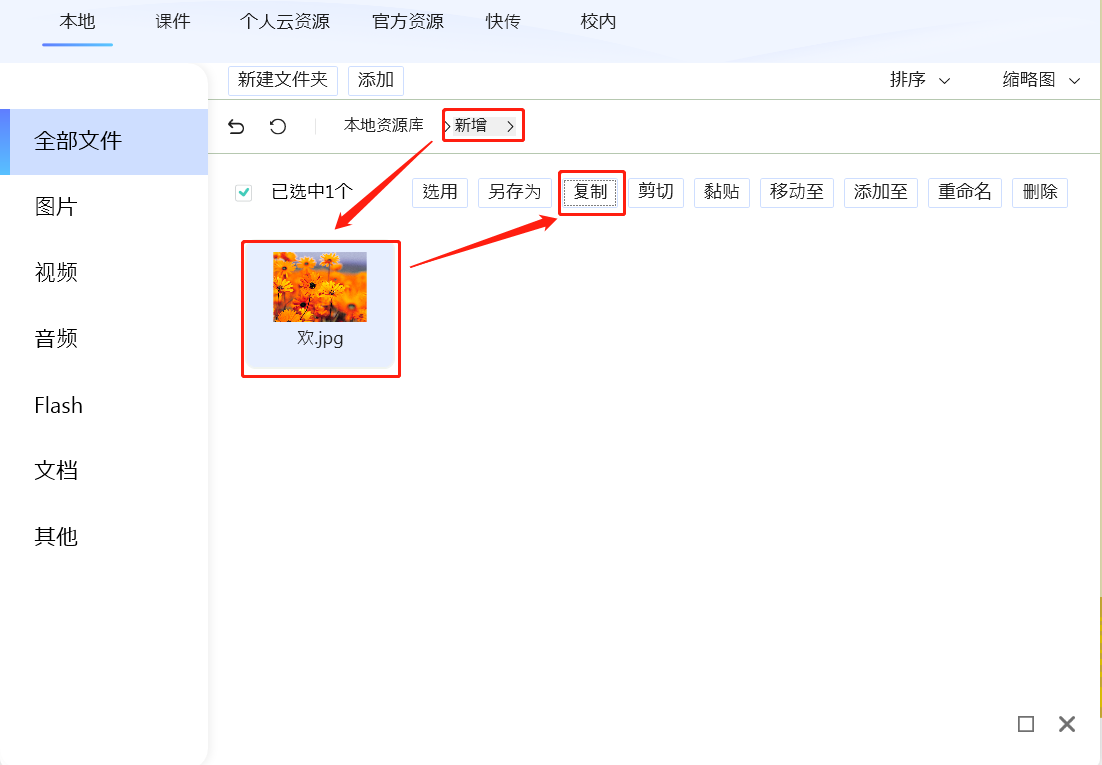 本地 课件 个人云资源 官方资源 快传 校内
新建文件夹 添加 排序 缩略图
全部文件
本地资源库 新增
已选中1个 选用 另存为 复制 剪切 黏贴 移动至 添加至 重命名 删除
图片
视频
音频
欢.jpg
Flash
文档
其他